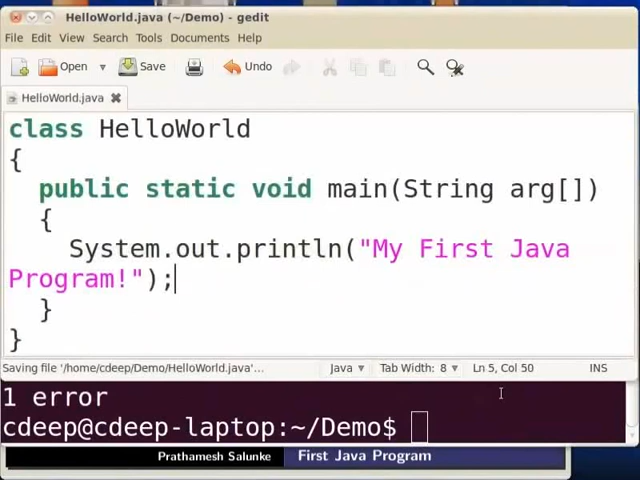 HelloWorld.java (~/Demo) - gedit
File Edit View Search Tools Documents Help
Open Save Undo
HelloWorld.java
class HelloWorld
{
public static void main(String arg[])
{
System.out.println("My First Java
Program!");
}
}
Saving file '/home/cdeep/Demo/HelloWorld.java'... Java Tab Width: 8 Ln 5, Col 50 INS
1 error
cdeep@cdeep-laptop:~/Demo$
Prathamesh Salunke First Java Program